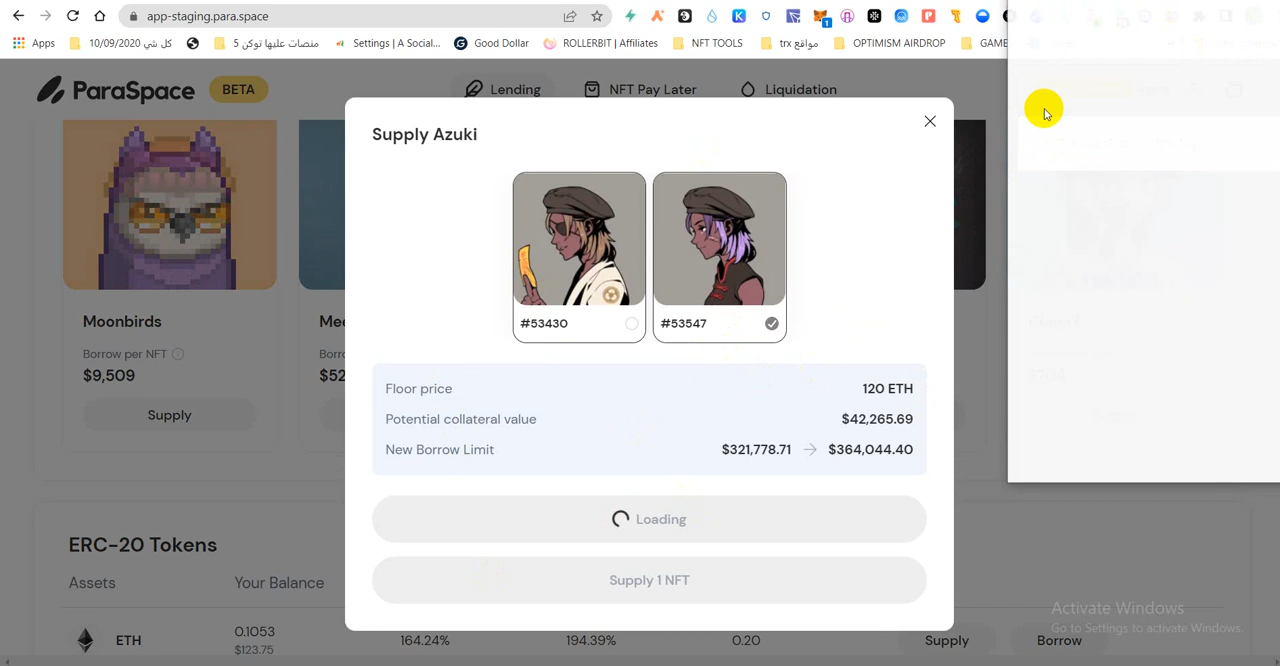 app-staging.para.space
Apps
كل شي 10/09/2020
منصات عليها توكن 5
Settings | A Social...
Good Dollar
ROLLERBIT | Affiliates
NFT TOOLS
مواقع trx
OPTIMISM AIRDROP
GAME
ParaSpace BETA
Lending
NFT Pay Later
Liquidation
Supply Azuki
#53430
#53547
Moonbirds
Mee
Borrow per NFT
Borr
$9,509
$52
Supply
Floor price 120 ETH
Potential collateral value $42,265.69
New Borrow Limit $321,778.71 → $364,044.40
Loading
Supply 1 NFT
ERC-20 Tokens
Assets Your Balance
ETH 0.1053 164.24% 194.39% 0.20 Supply Borrow
$123.75
Activate Windows
Go to Settings to activate Windows.